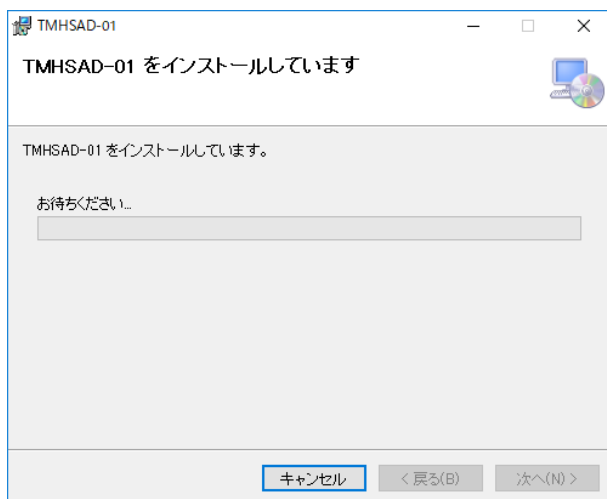 TMHSAD-01
TMHSAD-01 をインストールしています
TMHSAD-01 をインストールしています。
お待ちください...
キャンセル
< 戻る(B)
次へ(N) >